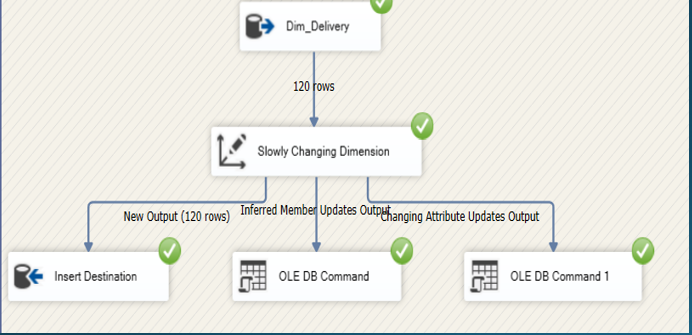 Dim_Delivery
120 rows
Slowly Changing Dimension
New Output (120 rows)
Inferred Member Updates Output
Changing Attribute Updates Output
Insert Destination
OLE DB Command
OLE DB Command 1